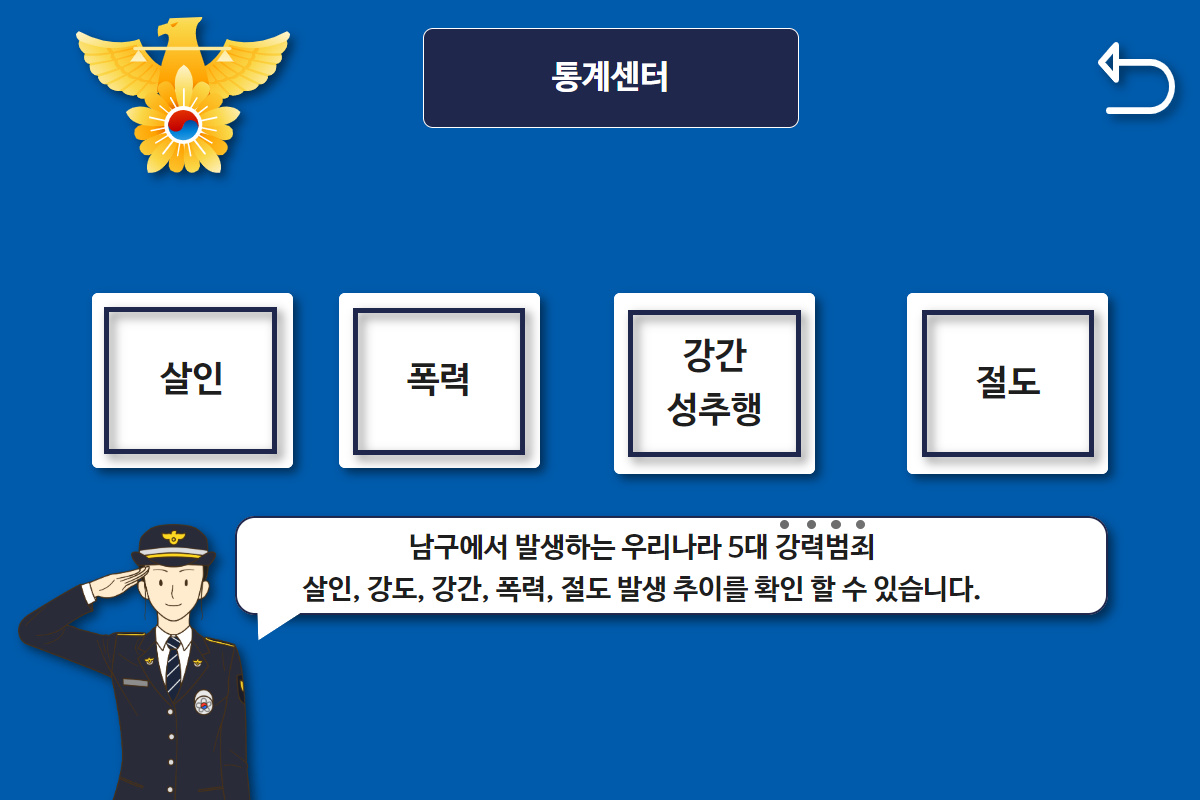 통계센터
살인
폭력
강간
성추행
절도
남구에서 발생하는 우리나라 5대 강력범죄
살인, 강도, 강간, 폭력, 절도 발생 추이를 확인 할 수 있습니다.